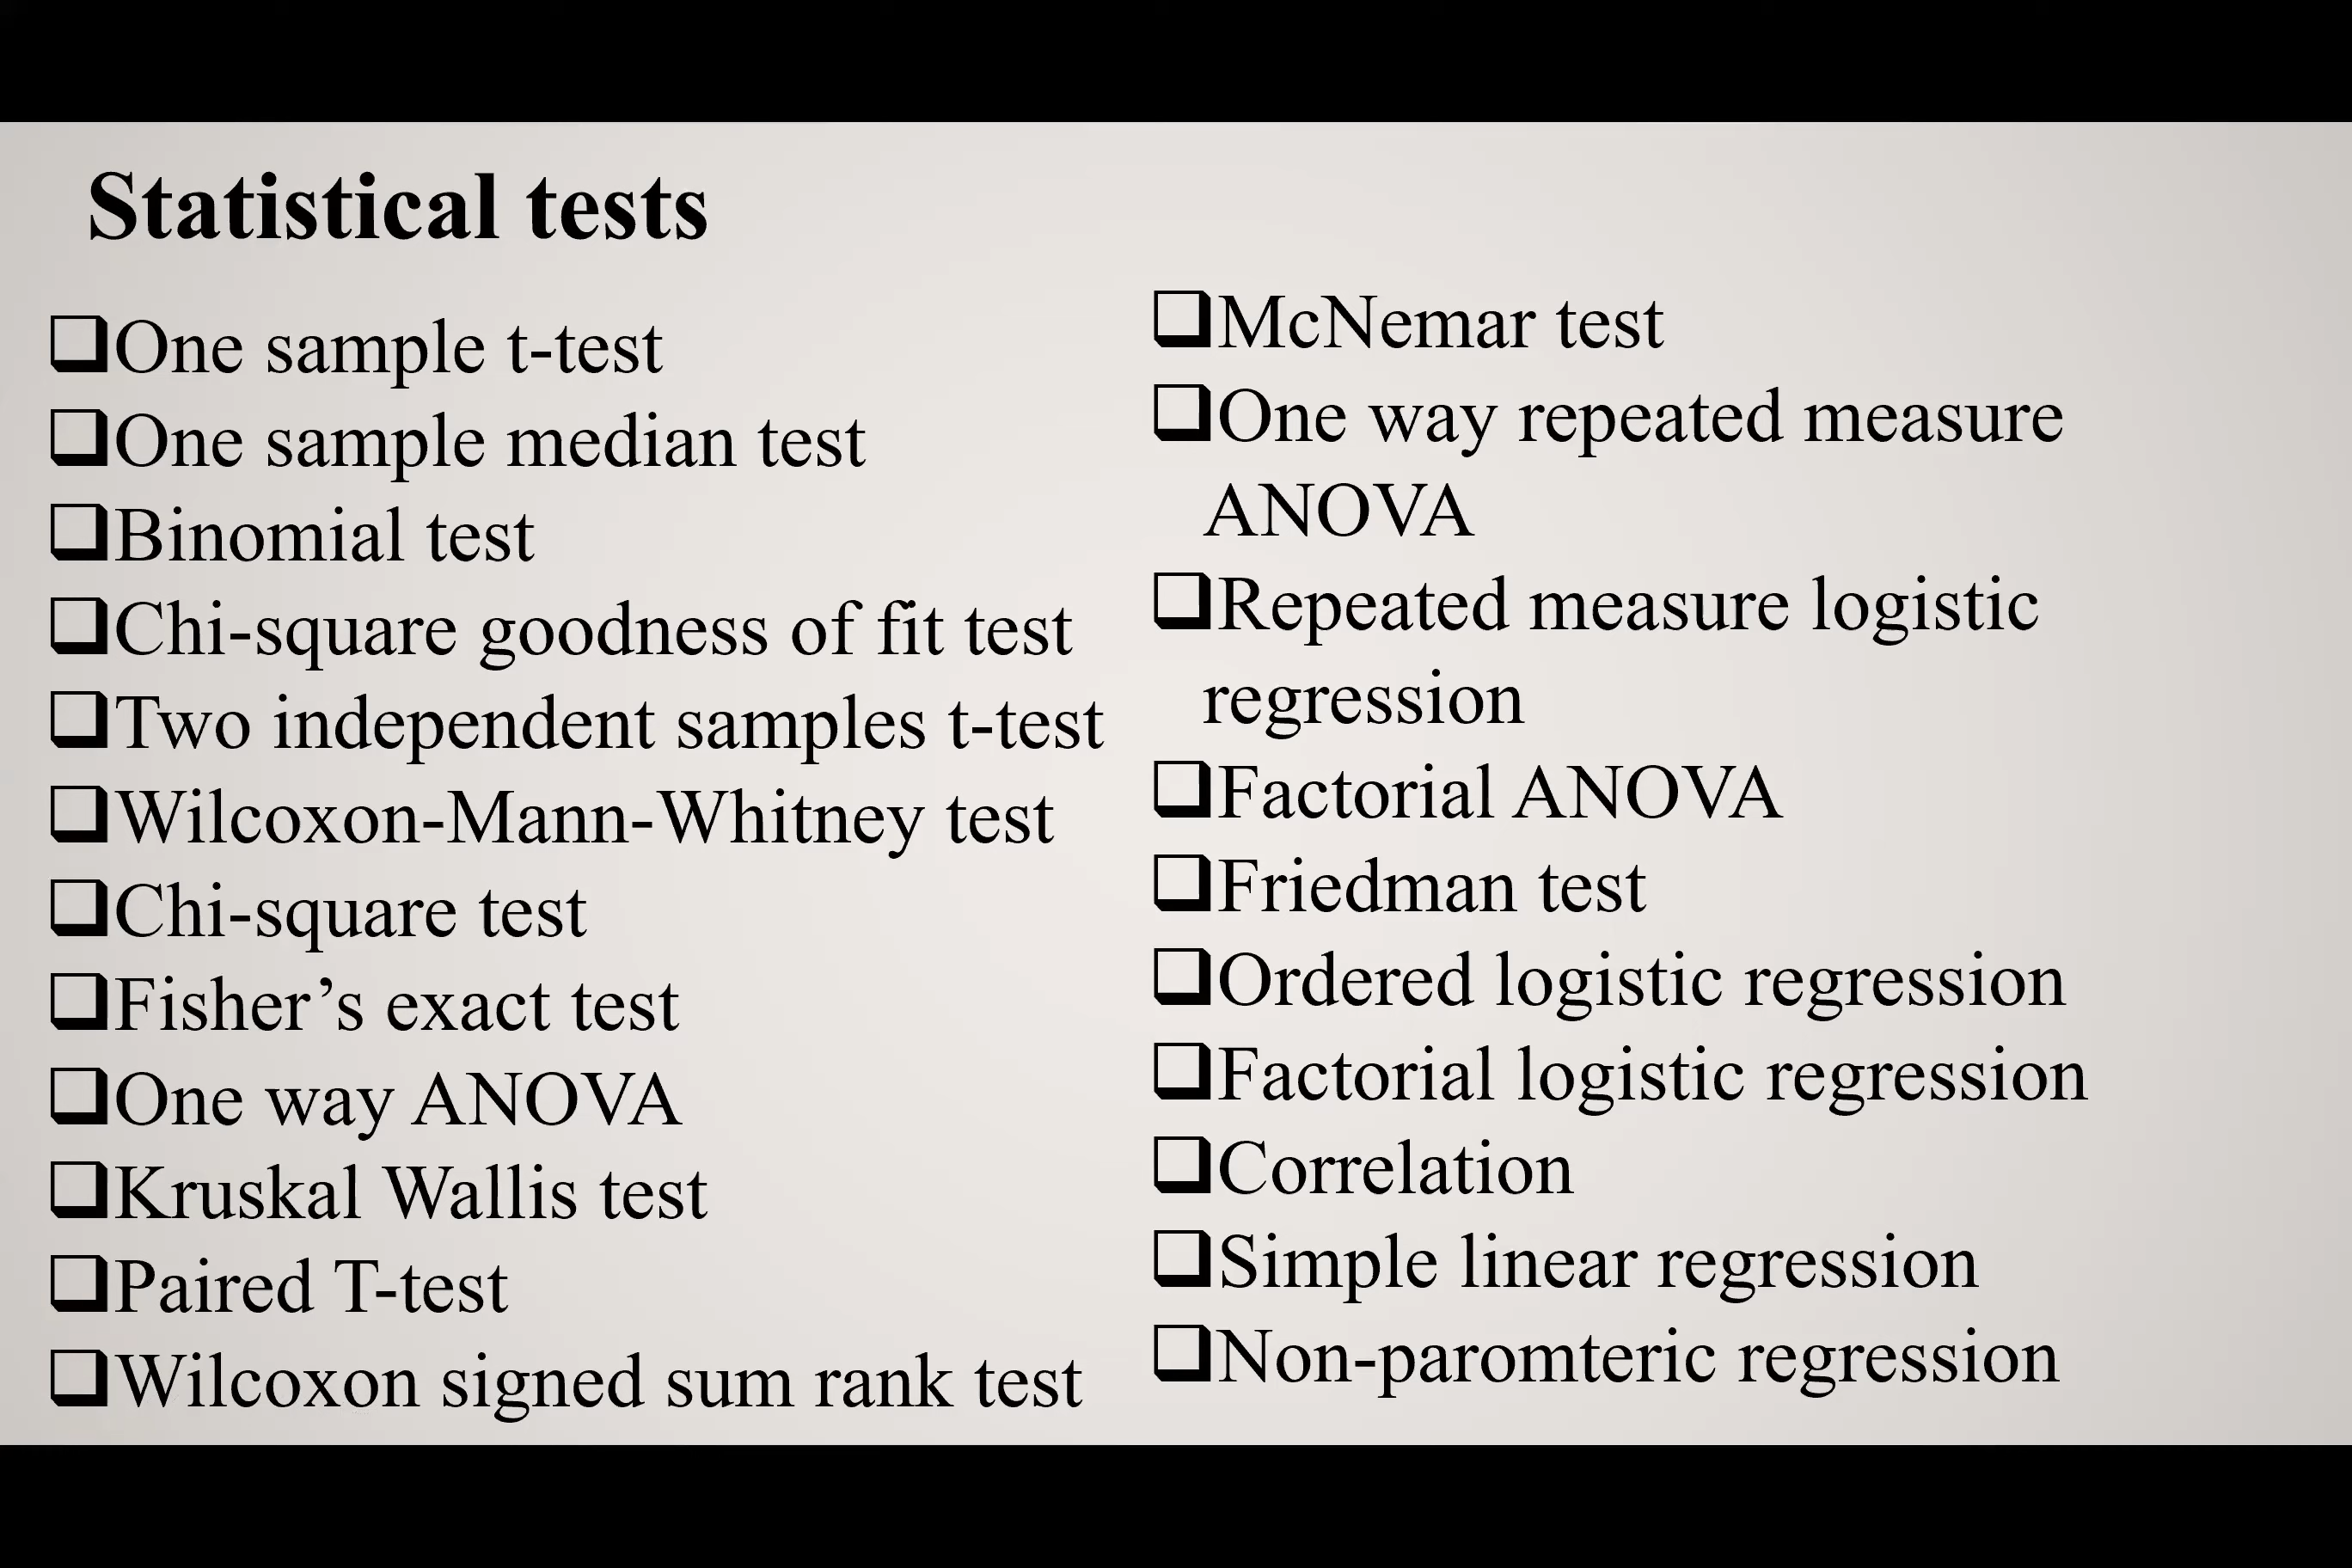 Statistical tests
One sample t-test
One sample median test
Binomial test
Chi-square goodness of fit test
Two independent samples t-test
Wilcoxon-Mann-Whitney test
Chi-square test
Fisher’s exact test
One way ANOVA
Kruskal Wallis test
Paired T-test
Wilcoxon signed sum rank test
McNemar test
One way repeated measure
ANOVA
Repeated measure logistic
regression
Factorial ANOVA
Friedman test
Ordered logistic regression
Factorial logistic regression
Correlation
Simple linear regression
Non-paromteric regression